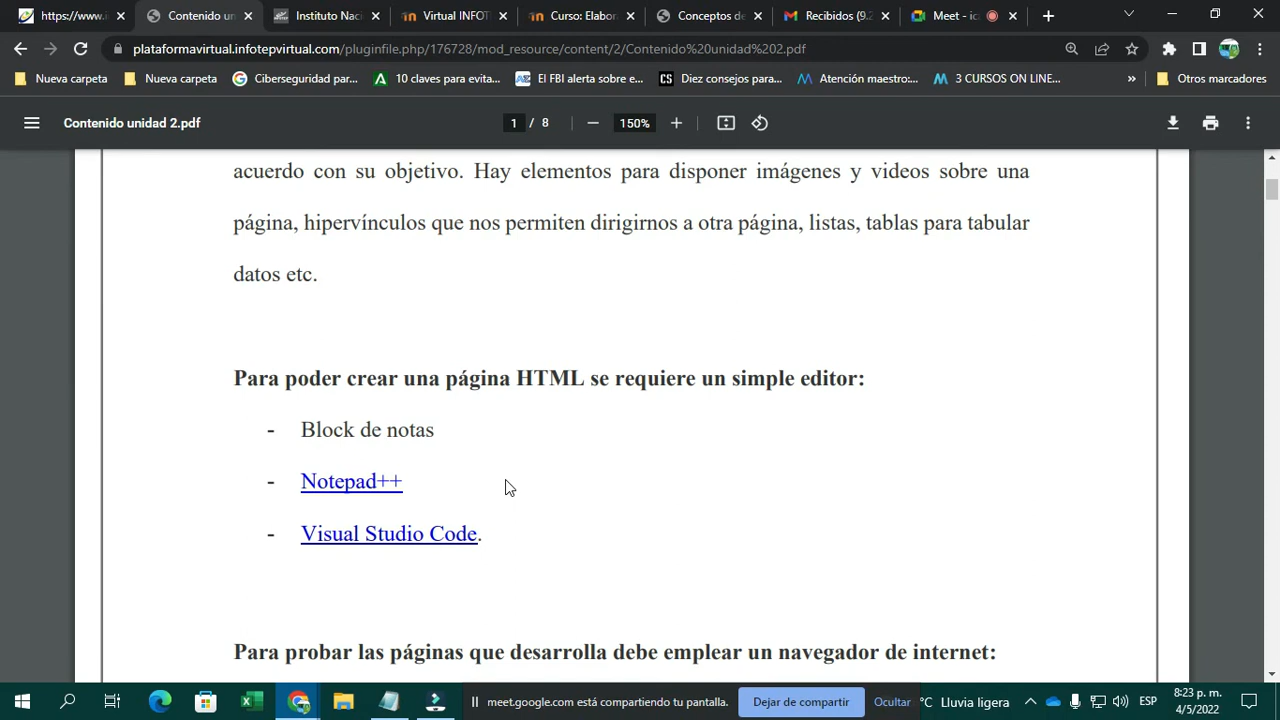 https://www.i
Contenido un
Instituto Nac
Virtual INFOT
Curso: Elabor
Conceptos de
Recibidos (9.2
Meet - ic
plataformavirtual.infotepvirtual.com/pluginfile.php/176728/mod_resource/content/2/Contenido%20unidad%202.pdf
Nueva carpeta
Nueva carpeta
Ciberseguridad par...
10 claves para evita...
El FBI alerta sobre e...
Diez consejos para...
Atención maestro:...
3 CURSOS ON LINE...
»
Otros marcadores
Contenido unidad 2.pdf
1 / 8
150%
acuerdo con su objetivo. Hay elementos para disponer imágenes y videos sobre una
página, hipervínculos que nos permiten dirigirnos a otra página, listas, tablas para tabular
datos etc.
Para poder crear una página HTML se requiere un simple editor:
- Block de notas
- Notepad++
- Visual Studio Code.
Para probar las páginas que desarrolla debe emplear un navegador de internet:
meet.google.com está compartiendo tu pantalla.
Dejar de compartir
Ocultar
°C Lluvia ligera
ESP
8:23 p. m.
4/5/2022